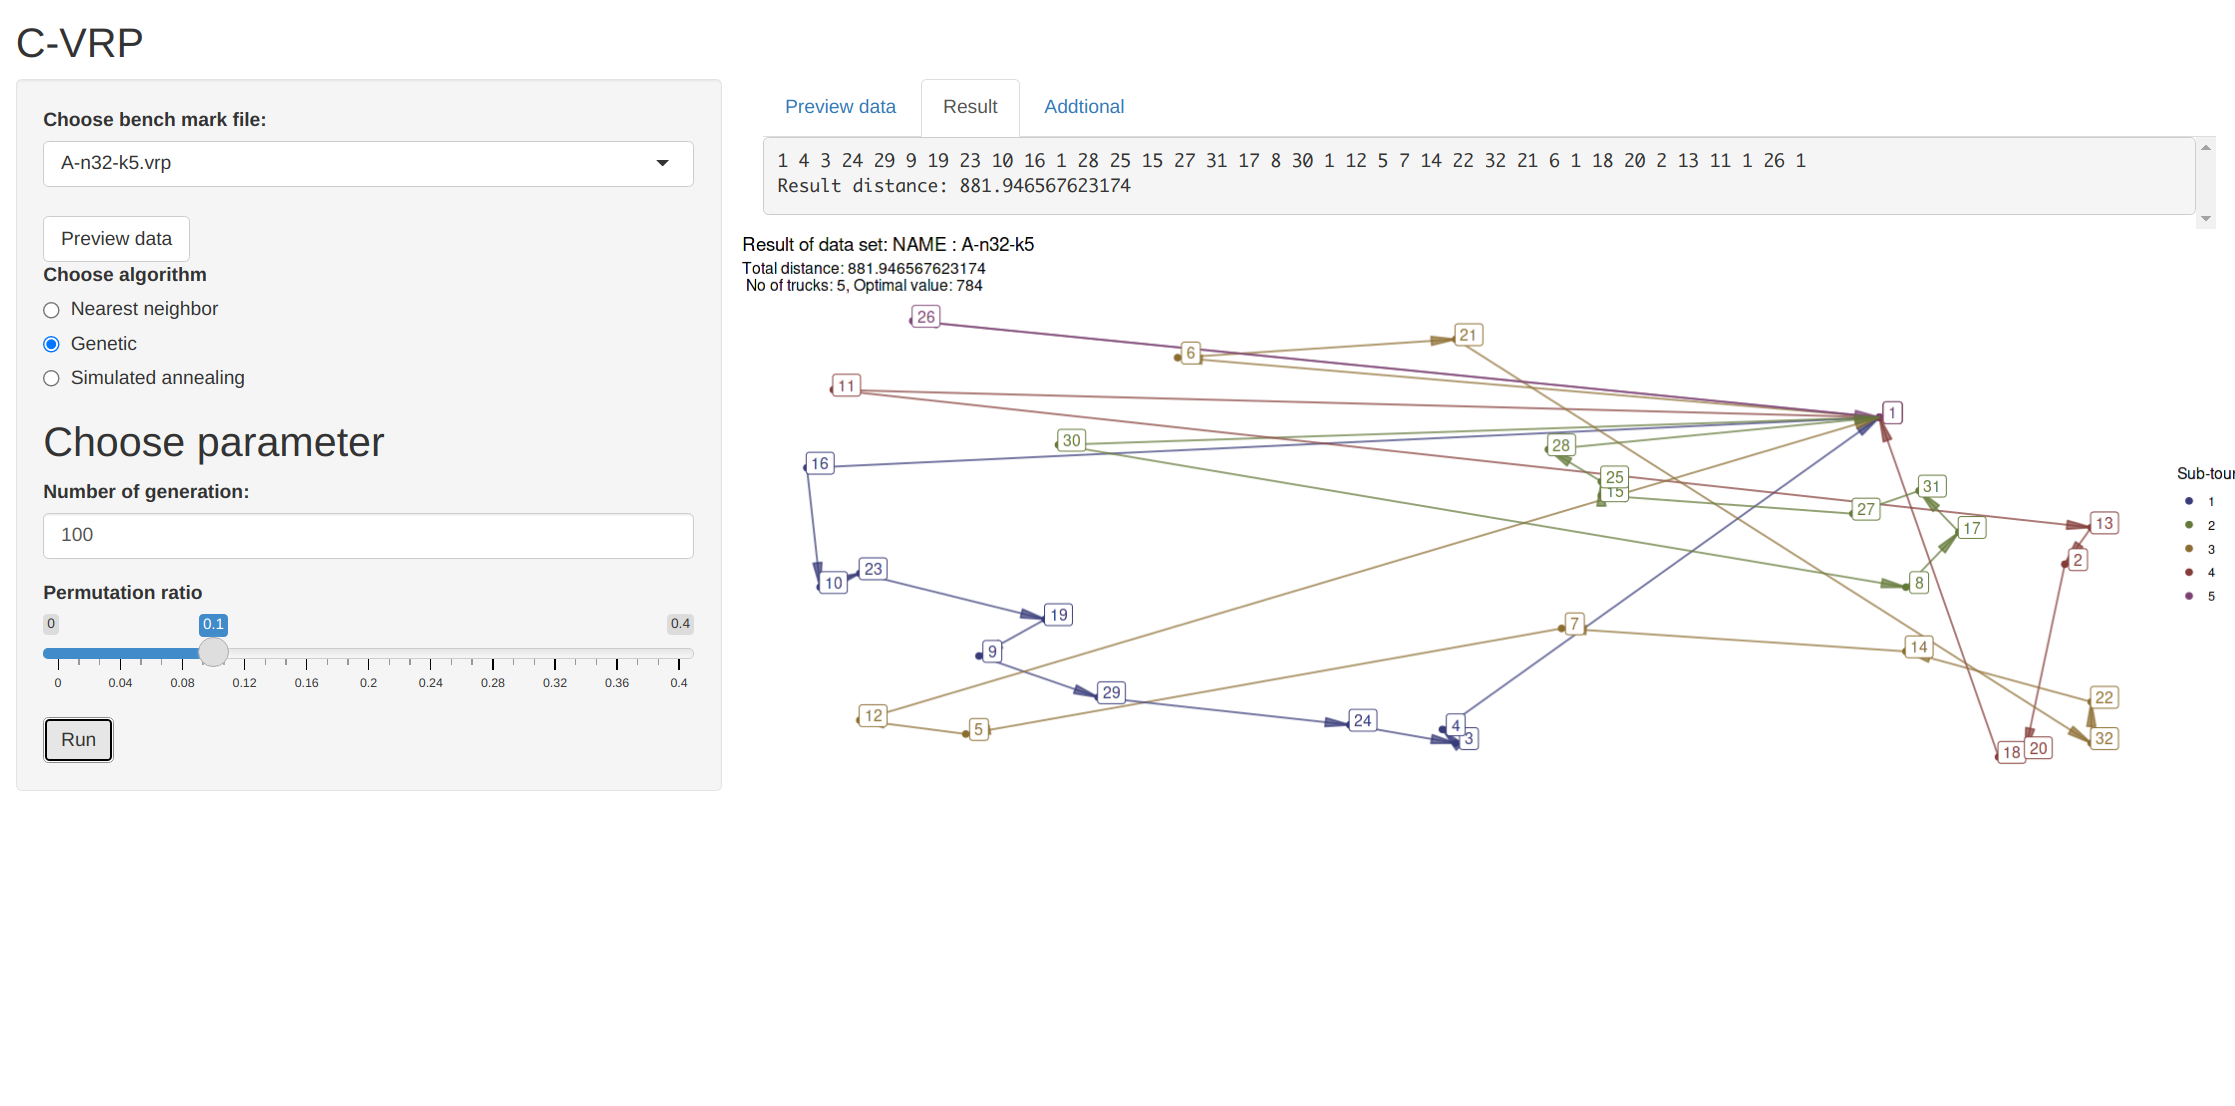 C-VRP
Choose bench mark file:
A-n32-k5.vrp
Preview data
Choose algorithm
Nearest neighbor
Genetic
Simulated annealing
Choose parameter
Number of generation:
100
Permutation ratio
0 0.1 0.4
0 0.04 0.08 0.12 0.16 0.2 0.24 0.28 0.32 0.36 0.4
Run
Preview data Result Addtional
1 4 3 24 29 9 19 23 10 16 1 28 25 15 27 31 17 8 30 1 12 5 7 14 22 32 21 6 1 18 20 2 13 11 1 26 1
Result distance: 881.946567623174
Result of data set: NAME : A-n32-k5
Total distance: 881.946567623174
No of trucks: 5, Optimal value: 784
26
21
6
11
1
30
28
16
25
15
31
27
13
17
2
10
23
8
19
7
9
14
29
22
12
5
24
4
3
32
18
20
Sub-tour
1
2
3
4
5